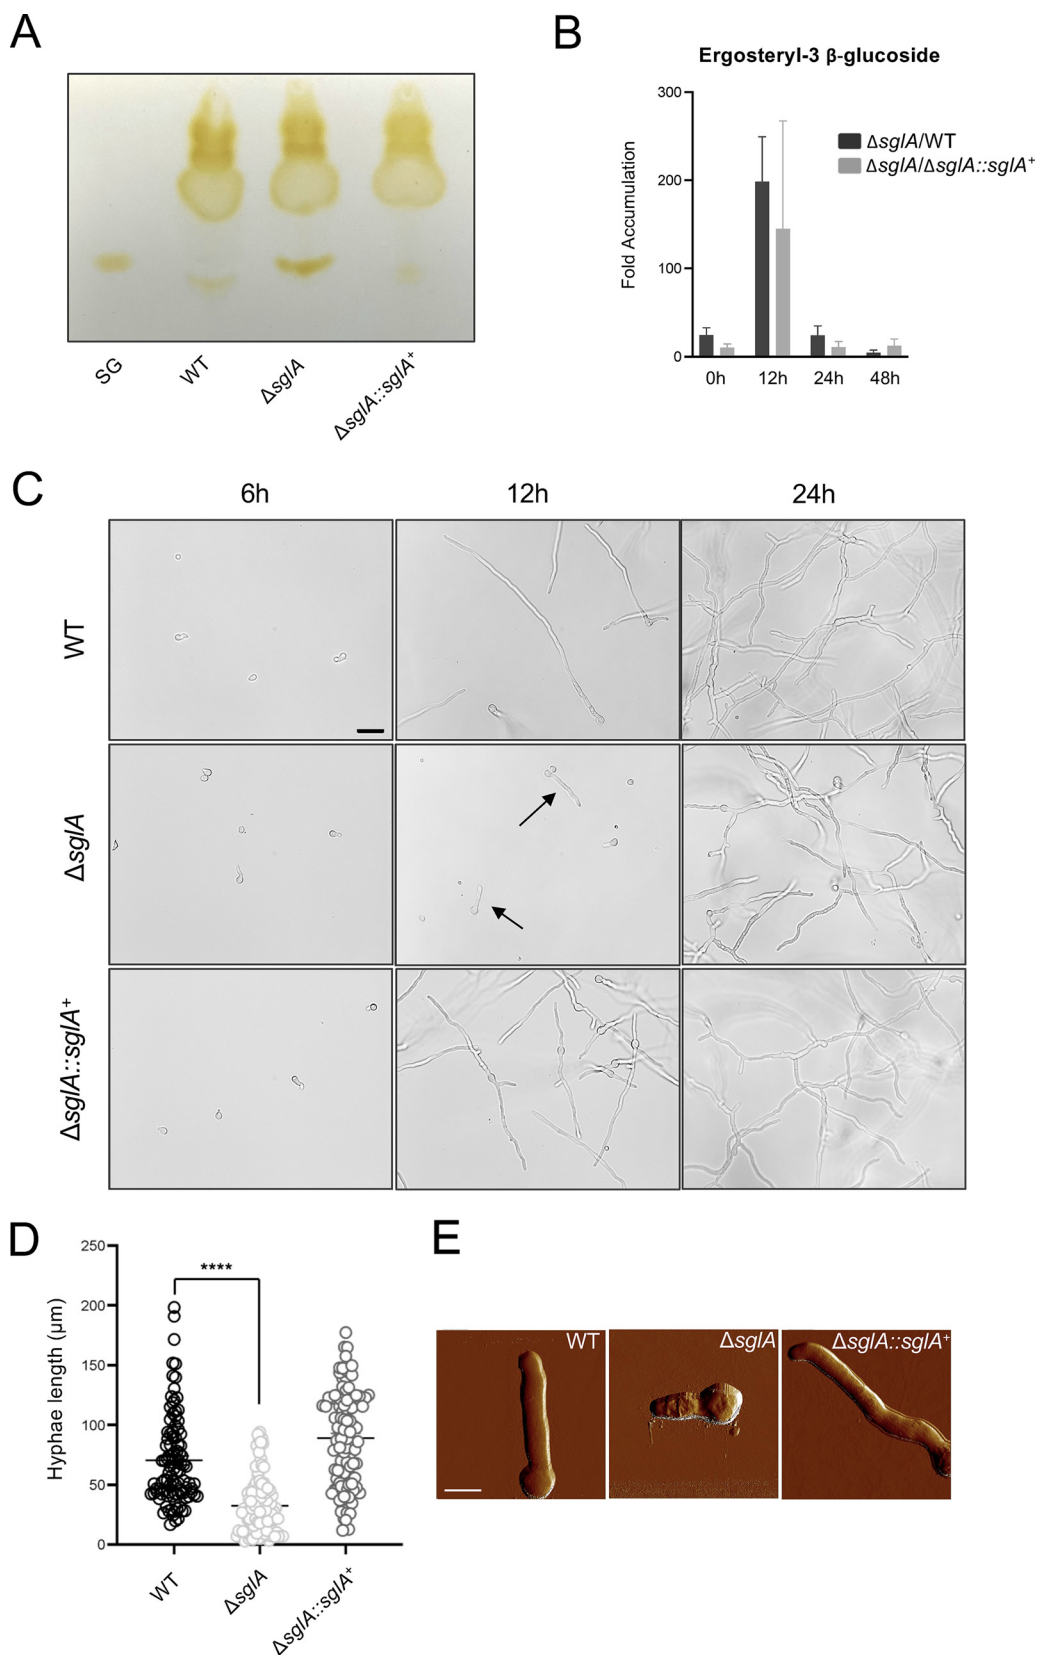 A
SG
WT
ΔsglA
ΔsglA::sglA⁺
B
Ergosteryl-3 β-glucoside
Fold Accumulation
300
200
100
0
0h
12h
24h
48h
ΔsglA/WT
ΔsglA/ΔsglA::sglA⁺
C
6h
12h
24h
WT
ΔsglA
ΔsglA::sglA⁺
D
Hyphae length (μm)
250
200
150
100
50
0
****
WT
ΔsglA
ΔsglA::sglA⁺
E
WT
ΔsglA
ΔsglA::sglA⁺